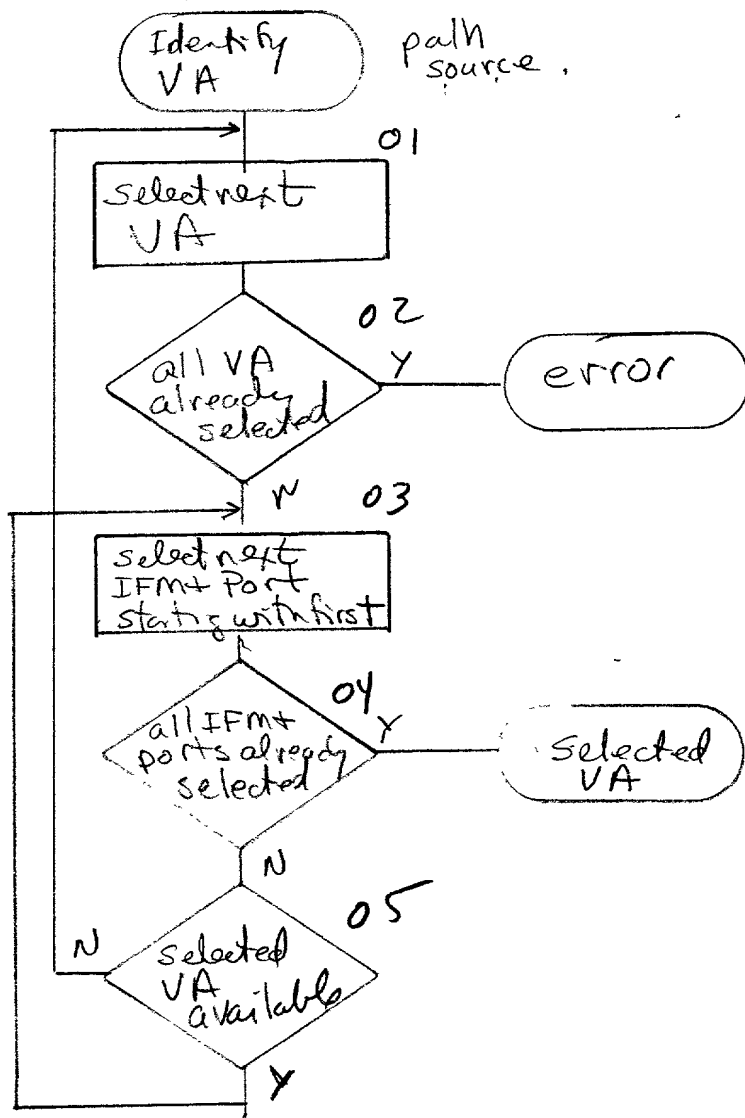 Identify
VA
path
source.
01
select next
VA
02
all VA
already
selected
Y
error
N
03
select next
IFM+ Port
starting with first
04
all IFM+
ports already
selected
Y
selected
VA
N
05
selected
VA
available
N
Y